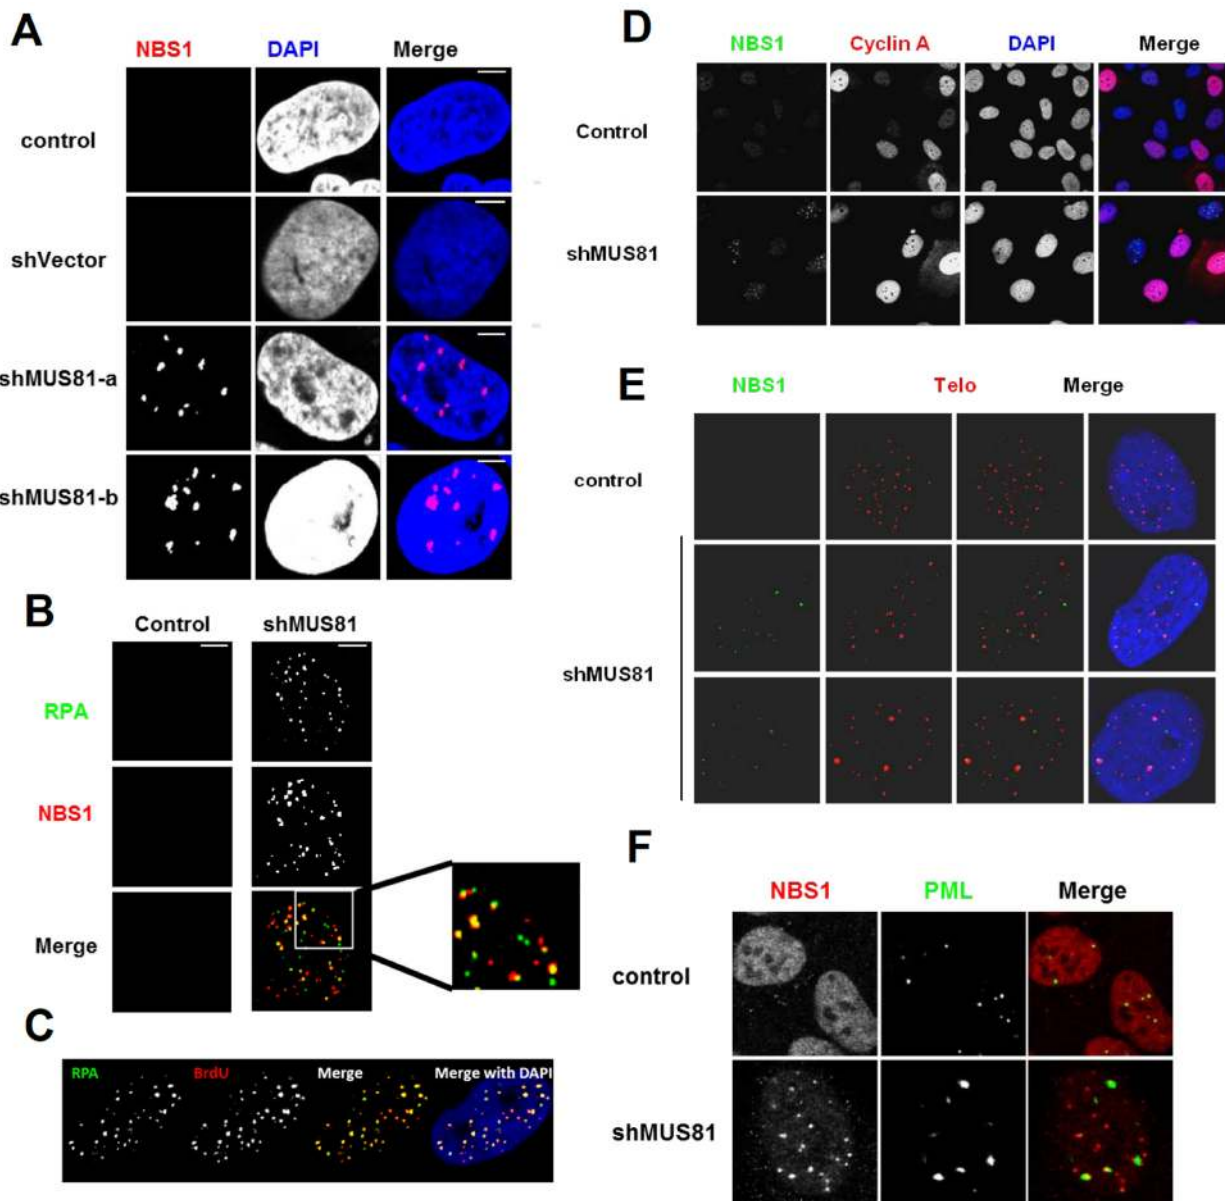 A
NBS1 DAPI Merge
control
shVector
shMUS81-a
shMUS81-b
B
Control shMUS81
RPA
NBS1
Merge
C
RPA BrdU Merge Merge with DAPI
D
NBS1 Cyclin A DAPI Merge
Control
shMUS81
E
NBS1 Telo Merge
control
shMUS81
F
NBS1 PML Merge
control
shMUS81